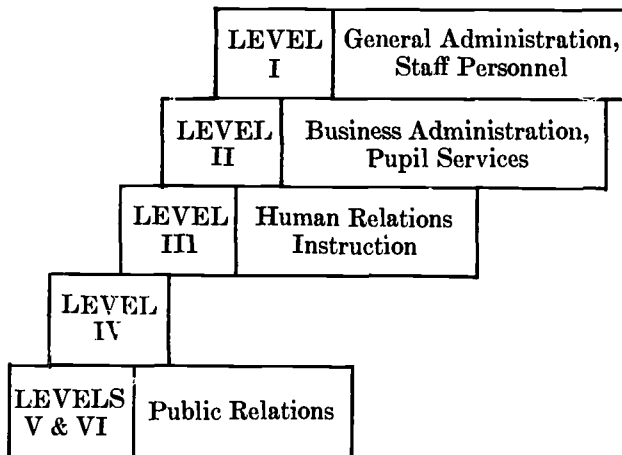 LEVEL
I
General Administration,
Staff Personnel
LEVEL
II
Business Administration,
Pupil Services
LEVEL
III
Human Relations
Instruction
LEVEL
IV
LEVELS
V & VI
Public Relations